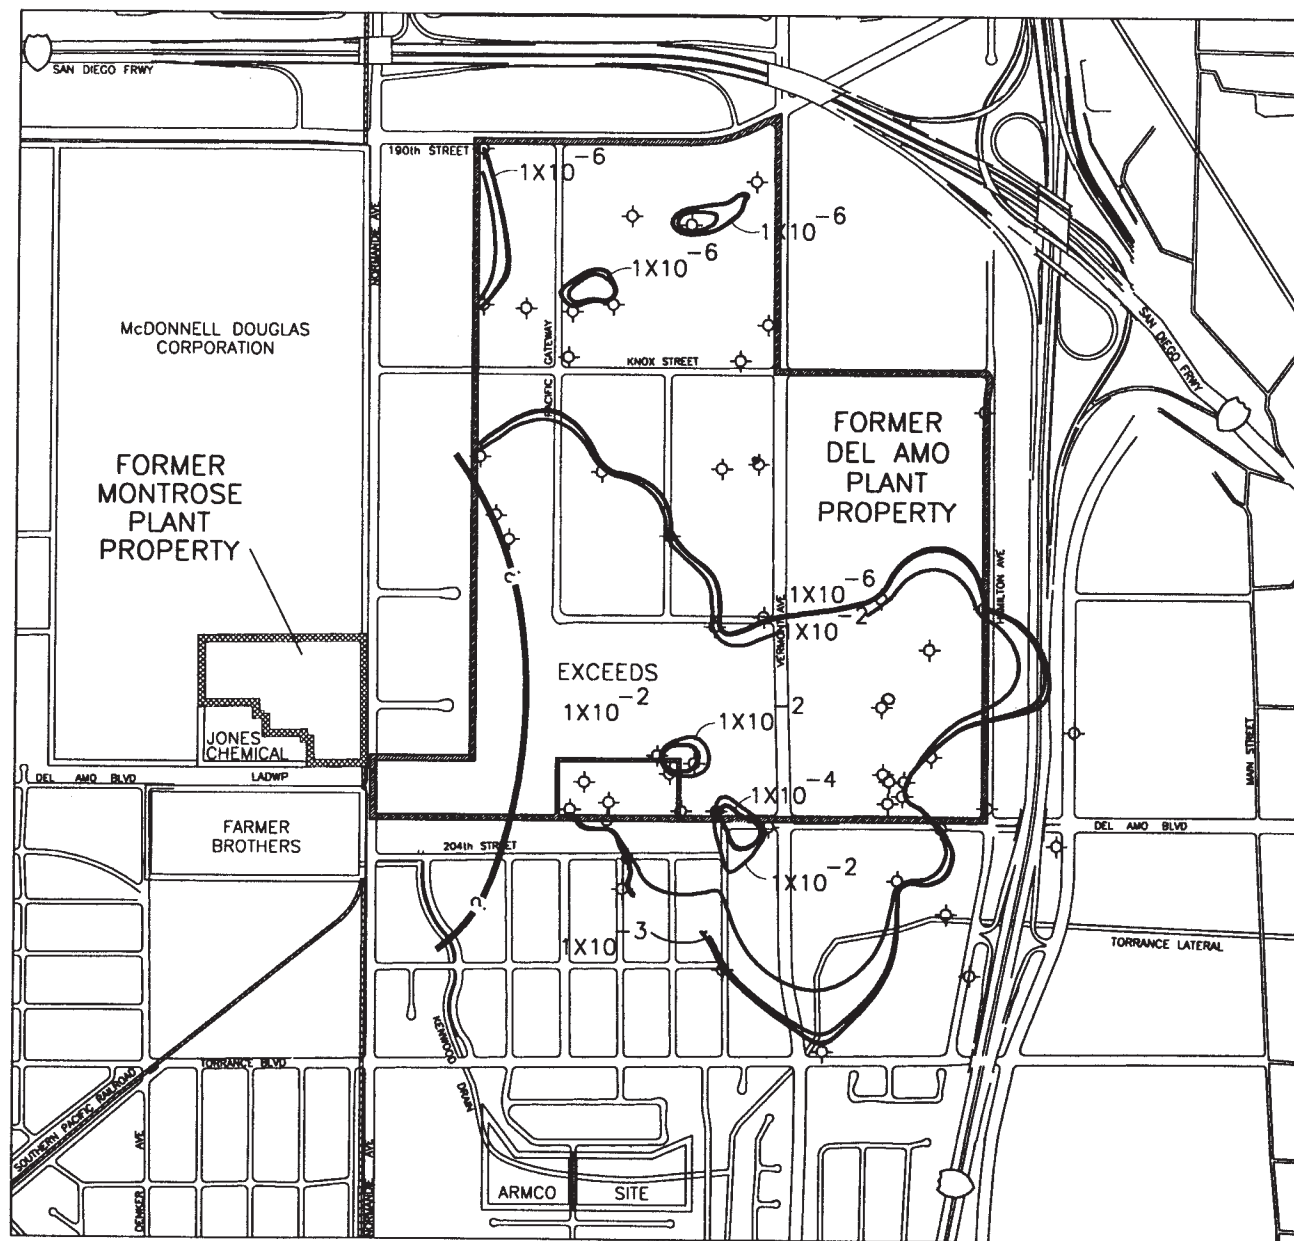 SAN DIEGO FRWY
190th STREET
1X10-6
NORMANDIE AVE
1X10-6
1X10-6
McDONNELL DOUGLAS
CORPORATION
PACIFIC GATEWAY
KNOX STREET
SAN DIEGO FRWY
FORMER
DEL AMO
PLANT
PROPERTY
FORMER
MONTROSE
PLANT
PROPERTY
?
1X10-6
1X10-2
HAMILTON AVE
VERMONT AVE
EXCEEDS
1X10-2
1X10-2
JONES
CHEMICAL
MAIN STREET
DEL AMO BLVD
LADWP
1X10-4
FARMER
BROTHERS
204th STREET
DEL AMO BLVD
1X10-2
?
1X10-3
TORRANCE LATERAL
KENWOOD DRAIN
TORRANCE BLVD
SOUTHERN PACIFIC RAILROAD
DENKER AVE
NORMANDIE AVE
ARMCO SITE